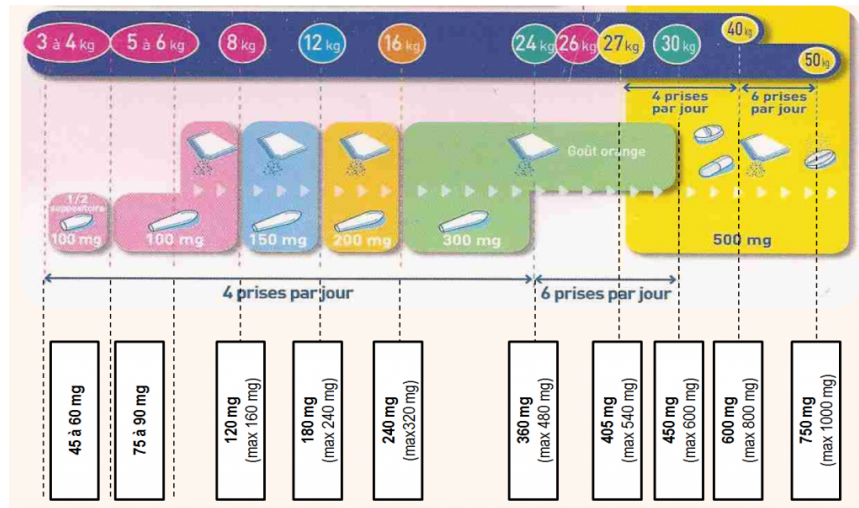 3 à 4 kg
5 à 6 kg
8 kg
12 kg
16 kg
24 kg
26 kg
27 kg
30 kg
40 kg
50 kg
4 prises
par jour
6 prises
par jour
Goût orange
1/2
suppositoire
100 mg
100 mg
150 mg
200 mg
300 mg
500 mg
4 prises par jour
6 prises par jour
45 à 60 mg
75 à 90 mg
120 mg
(max 160 mg)
180 mg
(max 240 mg)
240 mg
(max320 mg)
360 mg
(max 480 mg)
405 mg
(max 540 mg)
450 mg
(max 600 mg)
600 mg
(max 800 mg)
750 mg
(max 1000 mg)